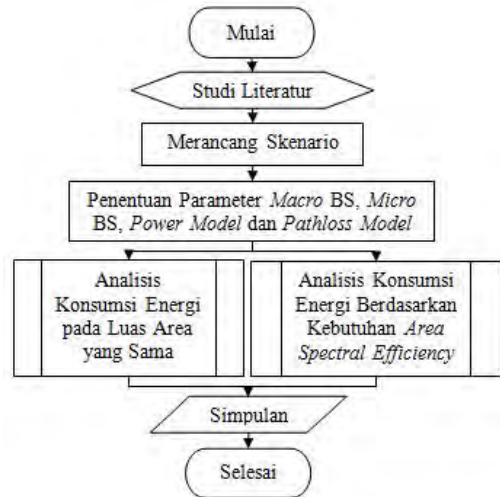 Mulai
Studi Literatur
Merancang Skenario
Penentuan Parameter Macro BS, Micro
BS, Power Model dan Pathloss Model
Analisis
Konsumsi Energi
pada Luas Area
yang Sama
Analisis Konsumsi
Energi Berdasarkan
Kebutuhan Area
Spectral Efficiency
Simpulan
Selesai